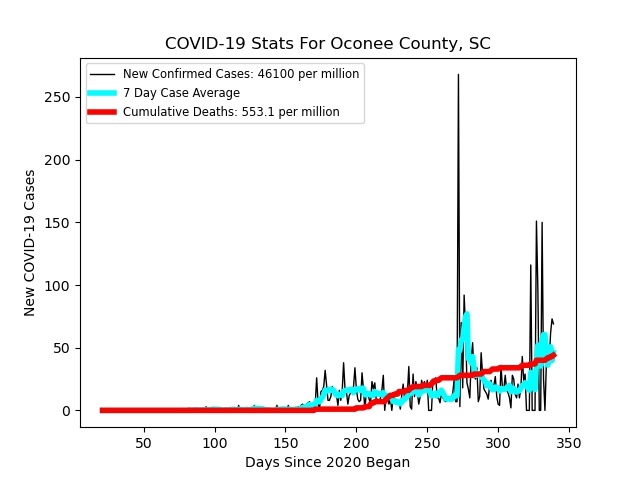 COVID-19 Stats For Oconee County, SC
New Confirmed Cases: 46100 per million
7 Day Case Average
Cumulative Deaths: 553.1 per million
New COVID-19 Cases
250
200
150
100
50
0
50 100 150 200 250 300 350
Days Since 2020 Began